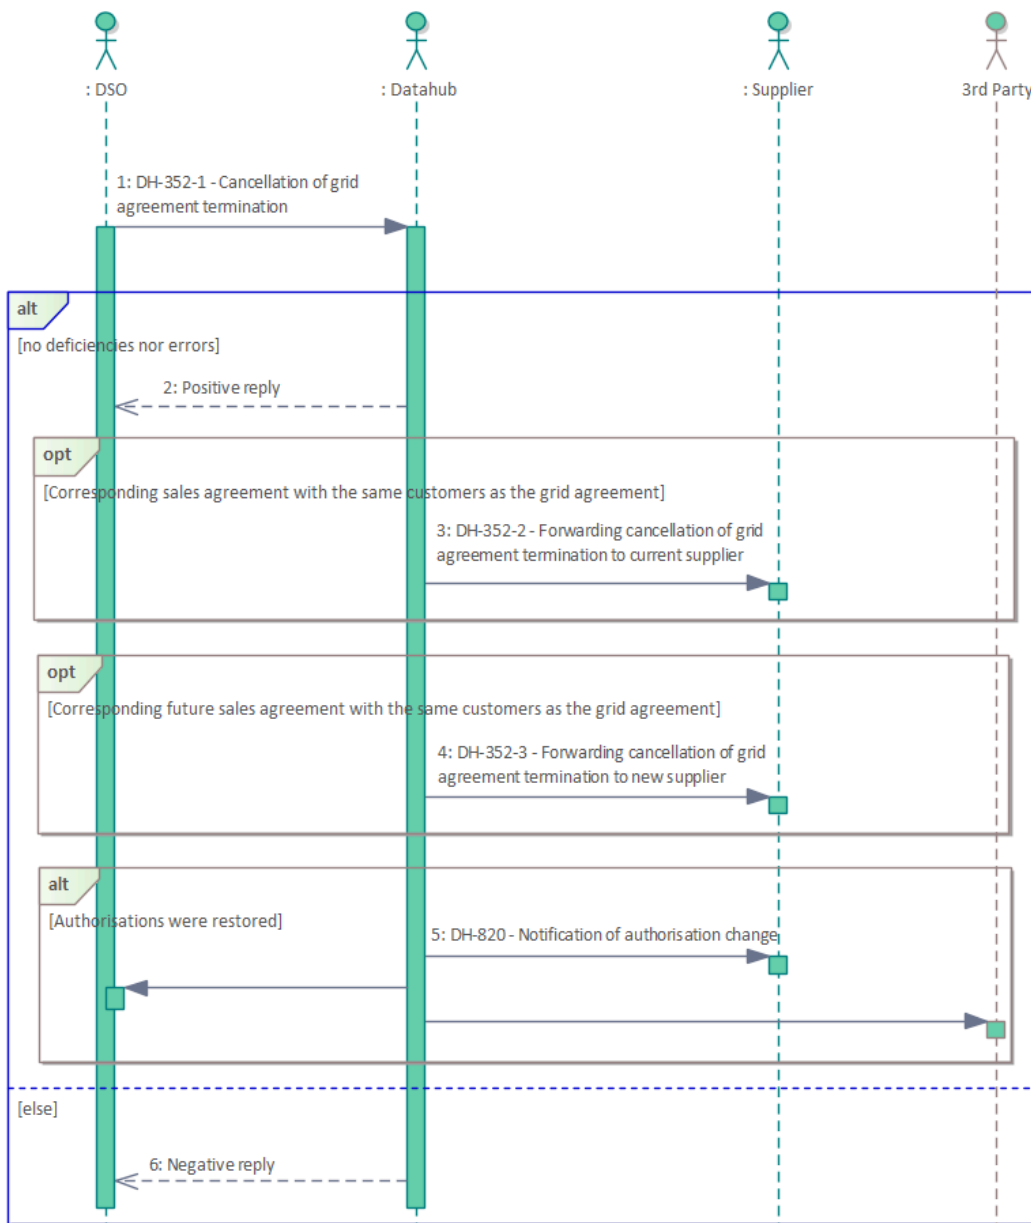 : DSO
: Datahub
: Supplier
3rd Party
1: DH-352-1 - Cancellation of grid
agreement termination
alt
[no deficiencies nor errors]
2: Positive reply
opt
[Corresponding sales agreement with the same customers as the grid agreement]
3: DH-352-2 - Forwarding cancellation of grid
agreement termination to current supplier
opt
[Corresponding future sales agreement with the same customers as the grid agreement]
4: DH-352-3 - Forwarding cancellation of grid
agreement termination to new supplier
alt
[Authorisations were restored]
5: DH-820 - Notification of authorisation change
[else]
6: Negative reply